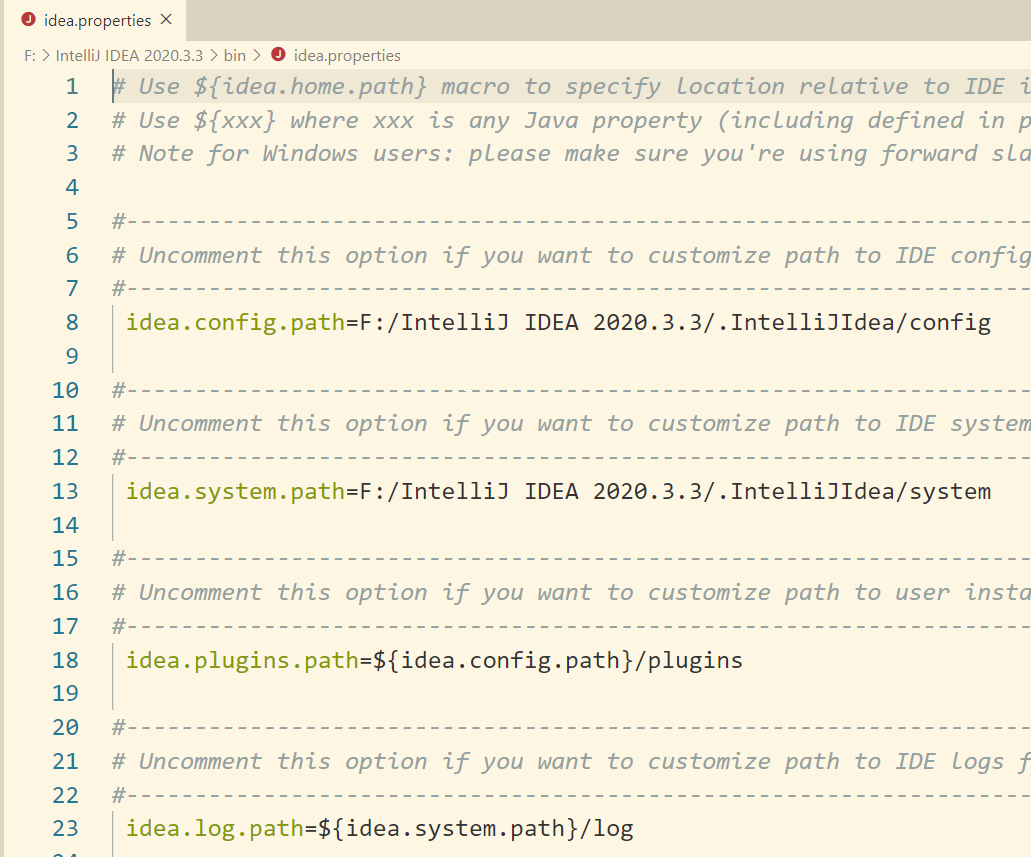 idea.properties
F: > IntelliJ IDEA 2020.3.3 > bin > idea.properties
1 # Use ${idea.home.path} macro to specify location relative to IDE i
2 # Use ${xxx} where xxx is any Java property (including defined in p
3 # Note for Windows users: please make sure you're using forward sla
4
5 #-------------------------------------------------------------------
6 # Uncomment this option if you want to customize path to IDE config
7 #-------------------------------------------------------------------
8 idea.config.path=F:/IntelliJ IDEA 2020.3.3/.IntelliJIdea/config
9
10 #-------------------------------------------------------------------
11 # Uncomment this option if you want to customize path to IDE system
12 #-------------------------------------------------------------------
13 idea.system.path=F:/IntelliJ IDEA 2020.3.3/.IntelliJIdea/system
14
15 #-------------------------------------------------------------------
16 # Uncomment this option if you want to customize path to user insta
17 #-------------------------------------------------------------------
18 idea.plugins.path=${idea.config.path}/plugins
19
20 #-------------------------------------------------------------------
21 # Uncomment this option if you want to customize path to IDE logs f
22 #-------------------------------------------------------------------
23 idea.log.path=${idea.system.path}/log